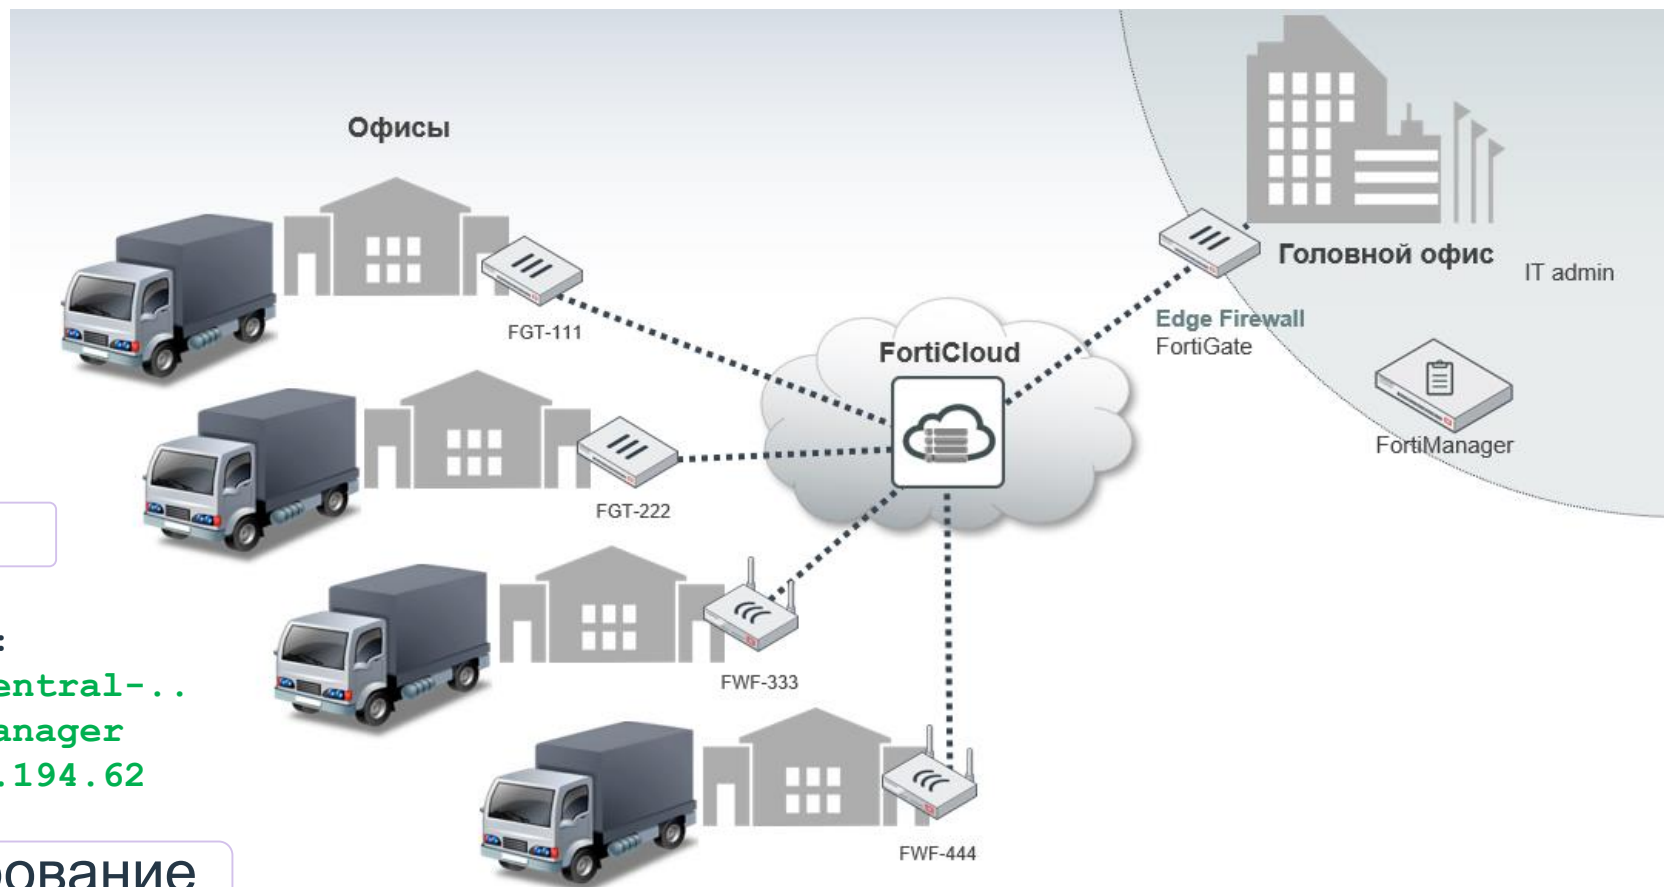 Офисы
FGT-111
FGT-222
FWF-333
FWF-444
FortiCloud
Головной офис
IT admin
Edge Firewall
FortiGate
FortiManager
:
entral-..
anager
.194.62
рование